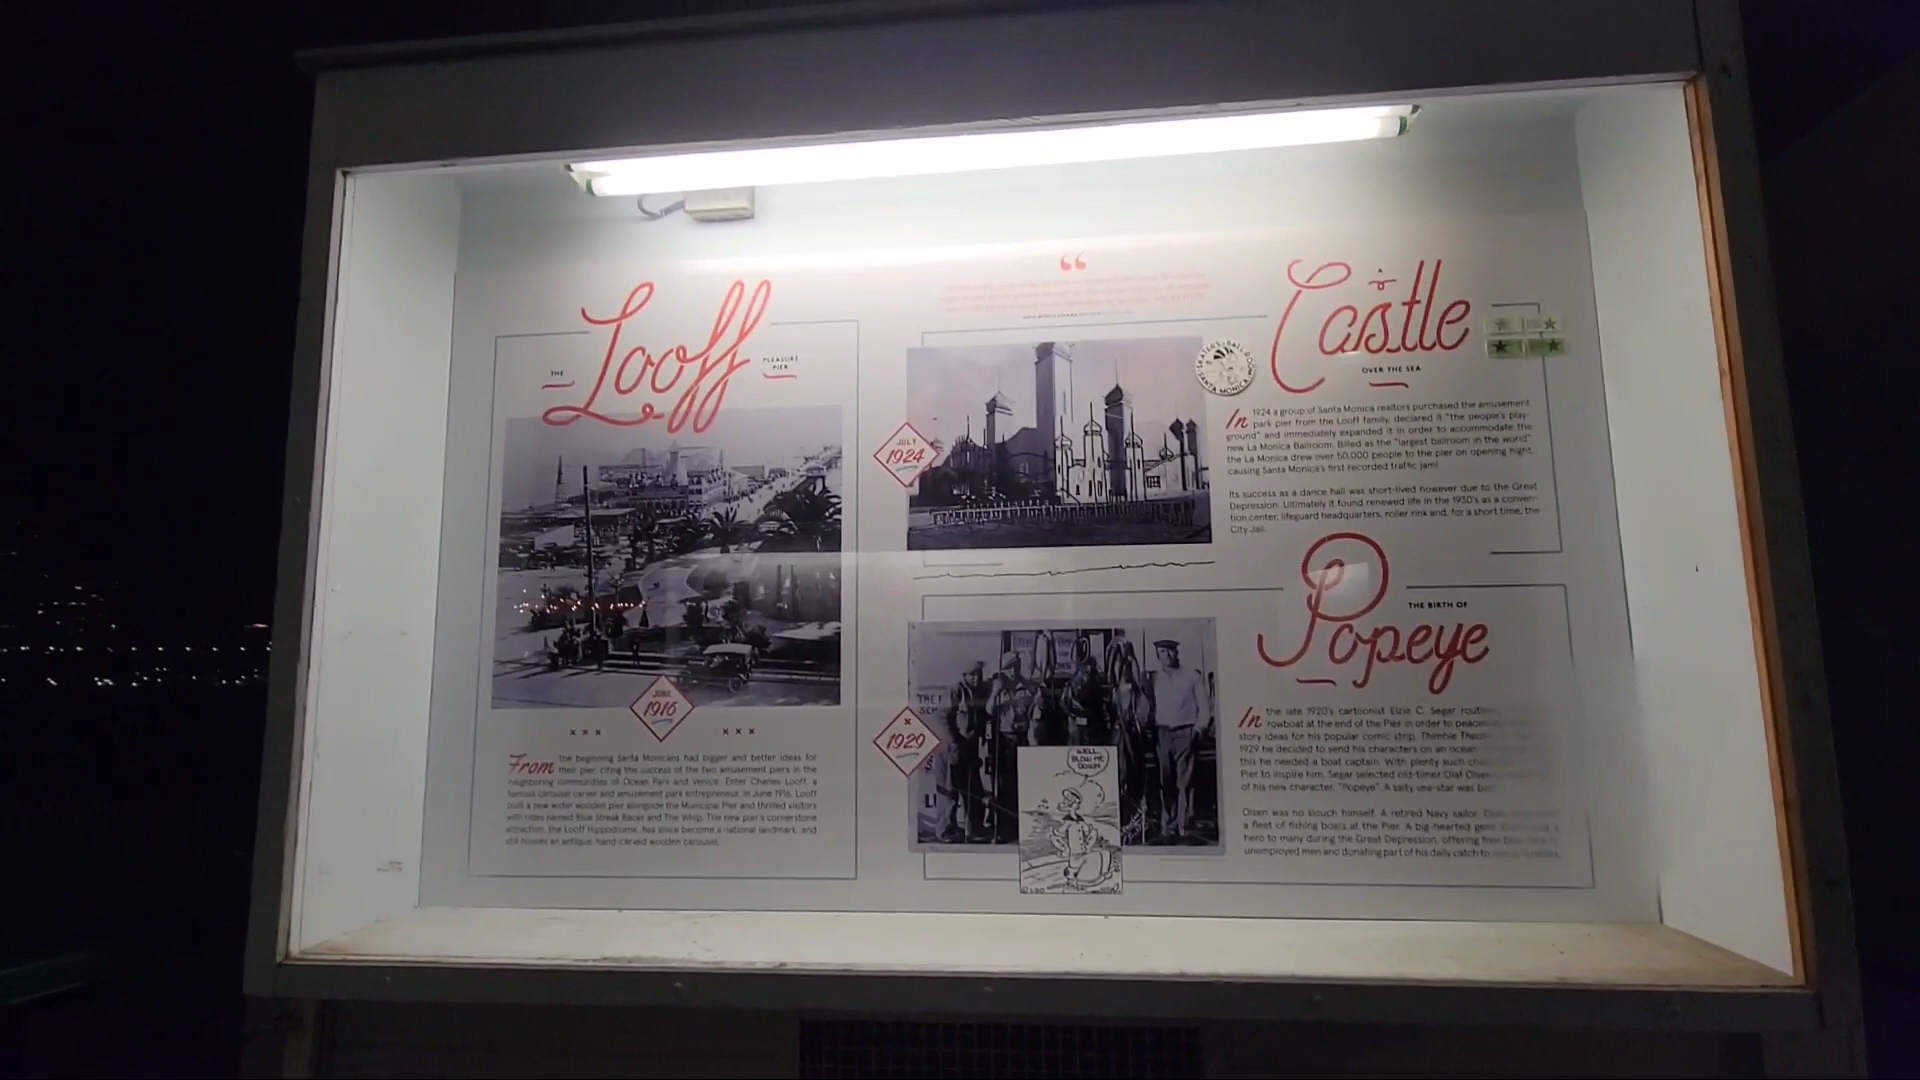 THE
Looff
PLEASURE
PIER
JUNE
1916
x x x
x x x
From the beginning Santa Monicans had bigger and better ideas for
their pier, citing the success of the two amusement piers in the
neighboring communities of Ocean Park and Venice. Enter Charles Looff, a
famous carousel carver and amusement park entrepreneur. In June 1916, Looff
built a new wider wooden pier alongside the Municipal Pier and thrilled visitors
with rides named Blue Streak Racer and The Whip. The new pier's cornerstone
attraction, the Looff Hippodrome, has since become a national landmark, and
still houses an antique, hand-carved wooden carousel.
“
Castle
OVER THE SEA
SANTA MONICA
JULY
1924
In 1924 a group of Santa Monica realtors purchased the amusement
park pier from the Looff family, declared it "the people's play-
ground" and immediately expanded it in order to accommodate the
new La Monica Ballroom. Billed as the "largest ballroom in the world"
the La Monica drew over 50,000 people to the pier on opening night,
causing Santa Monica's first recorded traffic jam!
Its success as a dance hall was short-lived however due to the Great
Depression. Ultimately it found renewed life in the 1930's as a conven-
tion center, lifeguard headquarters, roller rink and, for a short time, the
City Jail.
THE BIRTH OF
Popeye
x
1929
WELL,
BLOW ME
DOWN
In the late 1920's cartoonist Elzie C. Segar
rowboat at the end of the Pier in order to
story ideas for his popular comic strip, Thimble
1929 he decided to send his characters on an ocean
this he needed a boat captain. With plenty such
Pier to inspire him, Segar selected old-timer Olaf Olsen
of his new character, "Popeye". A salty sea-star was
Olsen was no slouch himself. A retired Navy sailor,
a fleet of fishing boats at the Pier. A big-hearted
hero to many during the Great Depression, offering free
unemployed men and donating part of his daily catch to